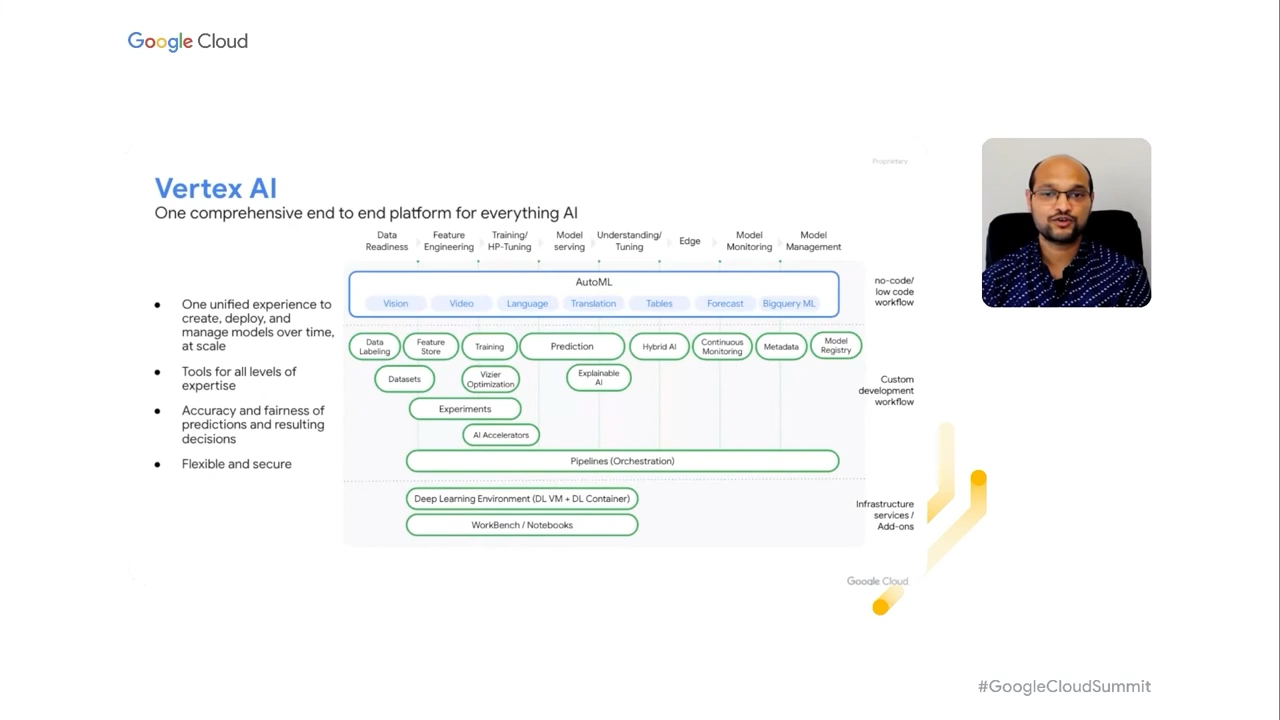 Google Cloud
Proprietary
Vertex AI
One comprehensive end to end platform for everything AI
Data
Readiness
Feature
Engineering
Training/
HP-Tuning
Model
serving
Understanding/
Tuning
Edge
Model
Monitoring
Model
Management
One unified experience to
create, deploy, and
manage models over time,
at scale
Tools for all levels of
expertise
Accuracy and fairness of
predictions and resulting
decisions
Flexible and secure
AutoML
Vision
Video
Language
Translation
Tables
Forecast
Bigquery ML
no-code/
low code
workflow
Data
Labeling
Feature
Store
Training
Prediction
Hybrid AI
Continuous
Monitoring
Metadata
Model
Registry
Datasets
Vizier
Optimization
Explainable
AI
Experiments
AI Accelerators
Pipelines (Orchestration)
Custom
development
workflow
Deep Learning Environment (DL VM + DL Container)
WorkBench / Notebooks
Infrastructure
services /
Add-ons
Google Cloud
#GoogleCloudSummit